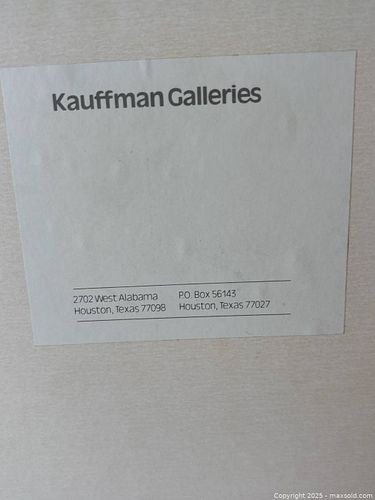 Kauffman Galleries
2702 West Alabama P.O. Box 56143
Houston, Texas 77098 Houston, Texas 77027
Copyright 2025 - maxsold.com